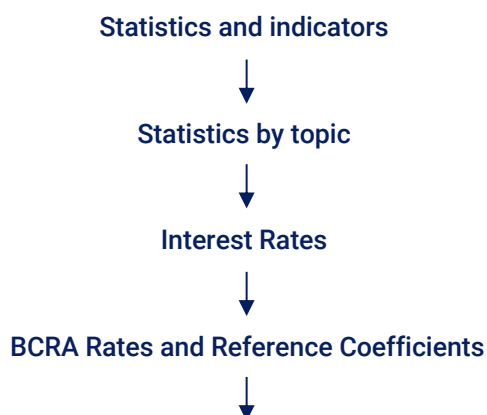 Statistics and indicators
Statistics by topic
Interest Rates
BCRA Rates and Reference Coefficients